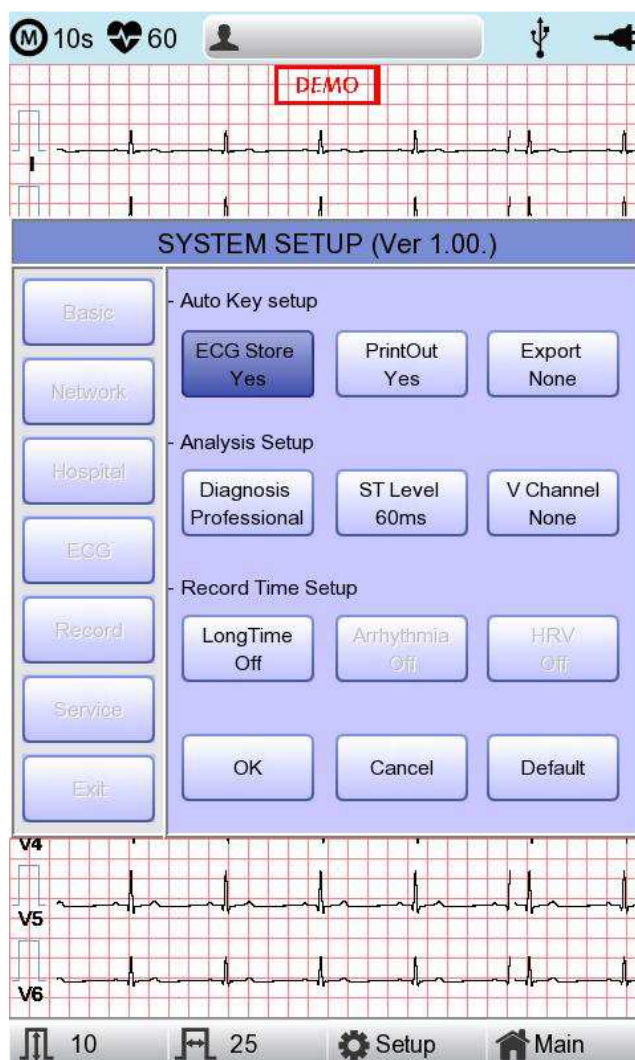 M 10s 60
DEMO
I
SYSTEM SETUP (Ver 1.00.)
Basic
Network
Hospital
ECG
Record
Service
Exit
- Auto Key setup
ECG Store
Yes
PrintOut
Yes
Export
None
- Analysis Setup
Diagnosis
Professional
ST Level
60ms
V Channel
None
- Record Time Setup
LongTime
Off
Arrhythmia
Off
HRV
Off
OK
Cancel
Default
V4
V5
V6
10
25
Setup
Main